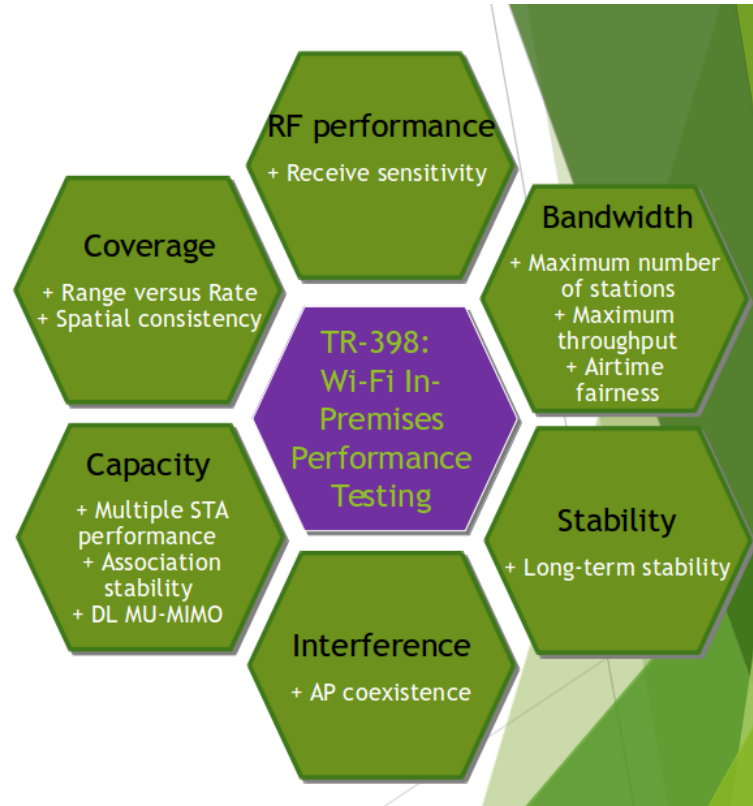 RF performance
+ Receive sensitivity
Coverage
+ Range versus Rate
+ Spatial consistency
Bandwidth
+ Maximum number
of stations
+ Maximum
throughput
+ Airtime
fairness
TR-398:
Wi-Fi In-
Premises
Performance
Testing
Capacity
+ Multiple STA
performance
+ Association
stability
+ DL MU-MIMO
Stability
+ Long-term stability
Interference
+ AP coexistence